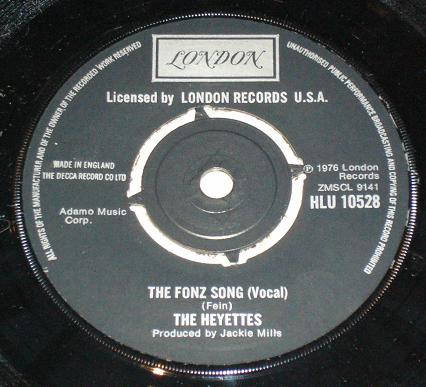 LONDON
Licensed by LONDON RECORDS U.S.A.
ALL RIGHTS OF THE MANUFACTURER AND OF THE OWNER OF THE RECORDED WORK RESERVED
UNAUTHORISED PUBLIC PERFORMANCE BROADCASTING AND COPYING OF THIS RECORD PROHIBITED
MADE IN ENGLAND
THE DECCA RECORD CO LTD
Adamo Music
Corp.
℗ 1976 London
Records
ZMSCL 9141
HLU 10528
THE FONZ SONG (Vocal)
(Fein)
THE HEYETTES
Produced by Jackie Mills